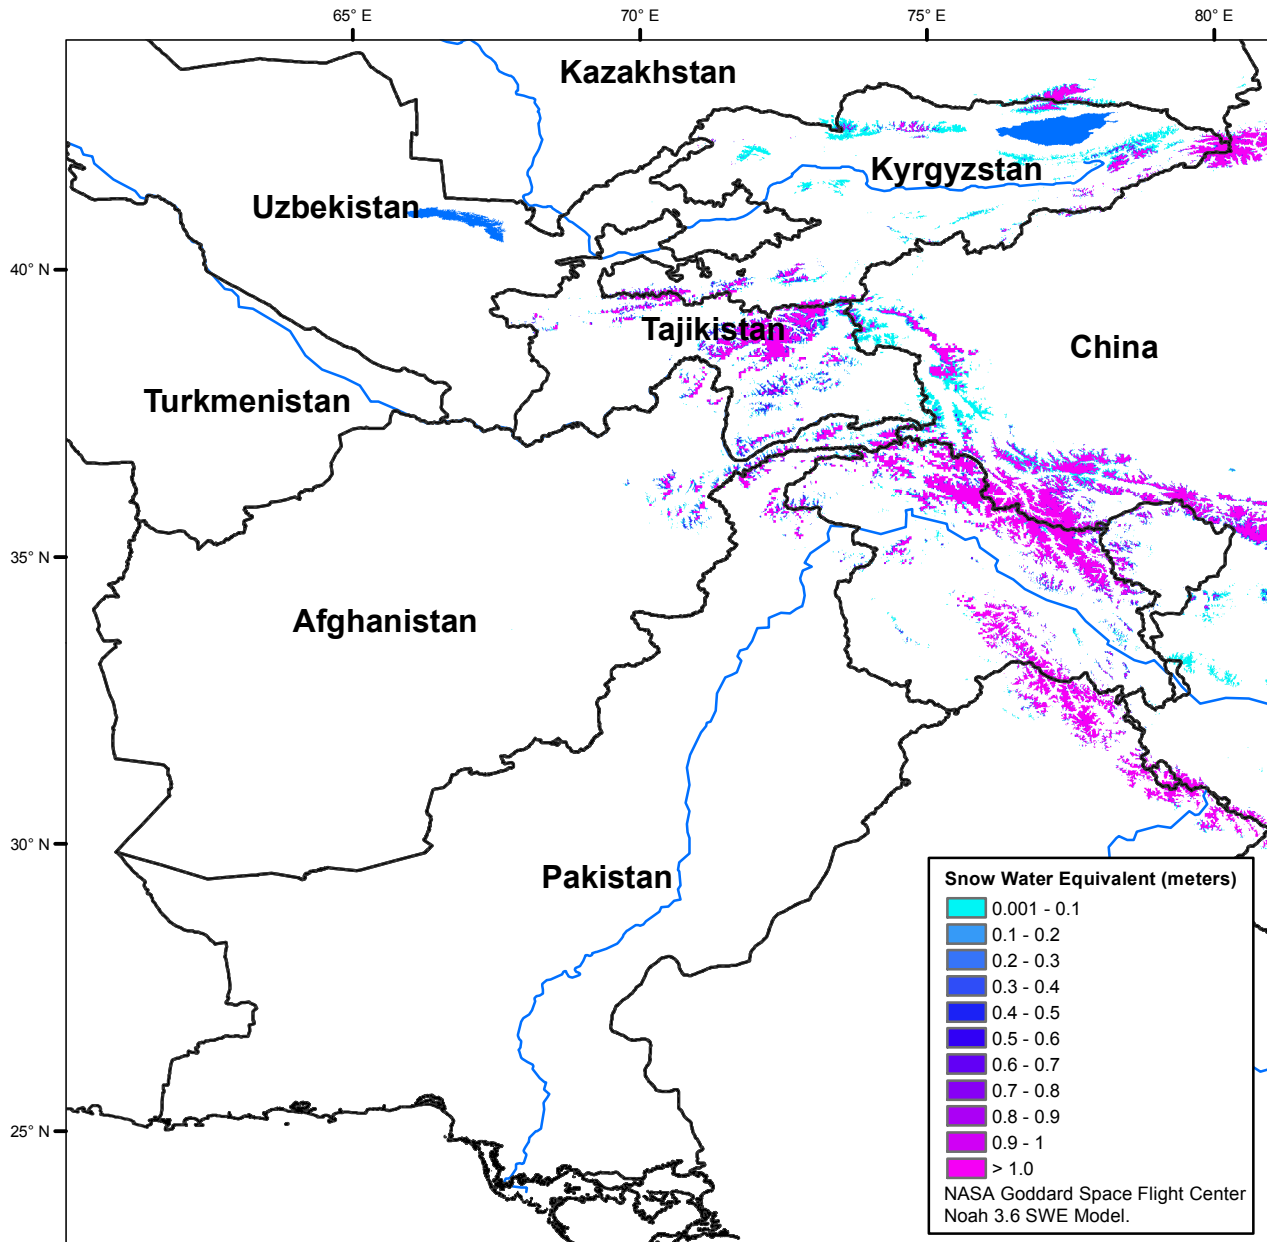 65° E
70° E
75° E
80° E
Kazakhstan
Kyrgyzstan
Uzbekistan
40° N
Tajikistan
China
Turkmenistan
35° N
Afghanistan
30° N
Pakistan
25° N
Snow Water Equivalent (meters)
0.001 - 0.1
0.1 - 0.2
0.2 - 0.3
0.3 - 0.4
0.4 - 0.5
0.5 - 0.6
0.6 - 0.7
0.7 - 0.8
0.8 - 0.9
0.9 - 1
> 1.0
NASA Goddard Space Flight Center
Noah 3.6 SWE Model.